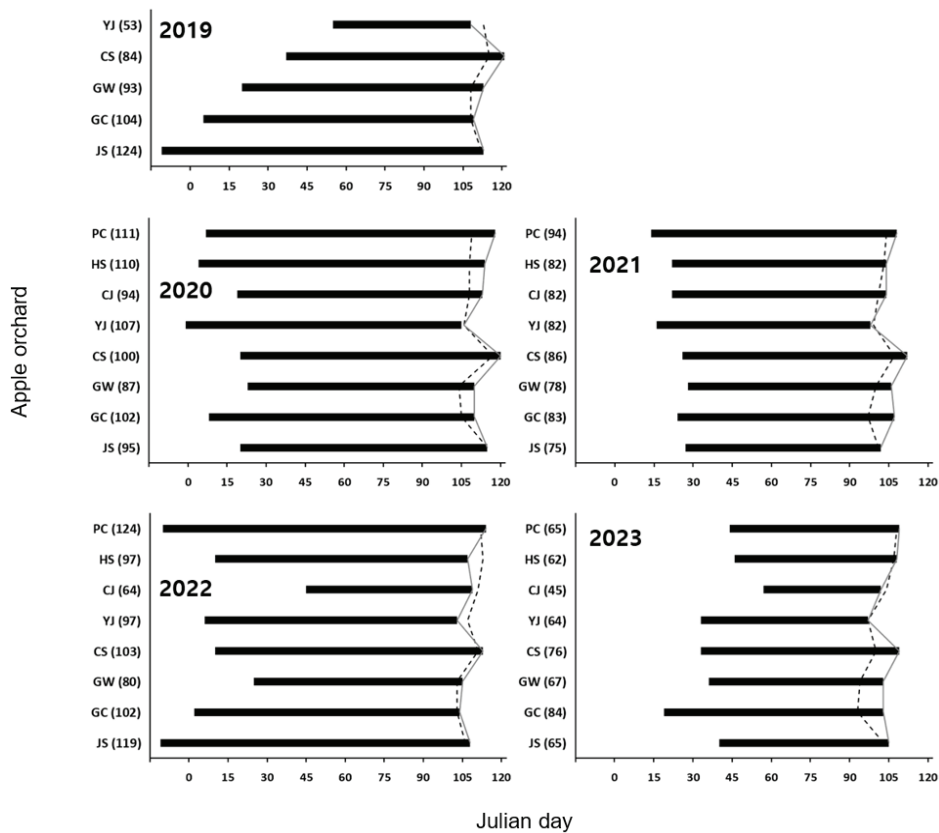 2019
YJ (53)
CS (84)
GW (93)
GC (104)
JS (124)
0 15 30 45 60 75 90 105 120
2020
PC (111)
HS (110)
CJ (94)
YJ (107)
CS (100)
GW (87)
GC (102)
JS (95)
0 15 30 45 60 75 90 105 120
2021
PC (94)
HS (82)
CJ (82)
YJ (82)
CS (86)
GW (78)
GC (83)
JS (75)
0 15 30 45 60 75 90 105 120
2022
PC (124)
HS (97)
CJ (64)
YJ (97)
CS (103)
GW (80)
GC (102)
JS (119)
0 15 30 45 60 75 90 105 120
2023
PC (65)
HS (62)
CJ (45)
YJ (64)
CS (76)
GW (67)
GC (84)
JS (65)
0 15 30 45 60 75 90 105 120
Apple orchard
Julian day